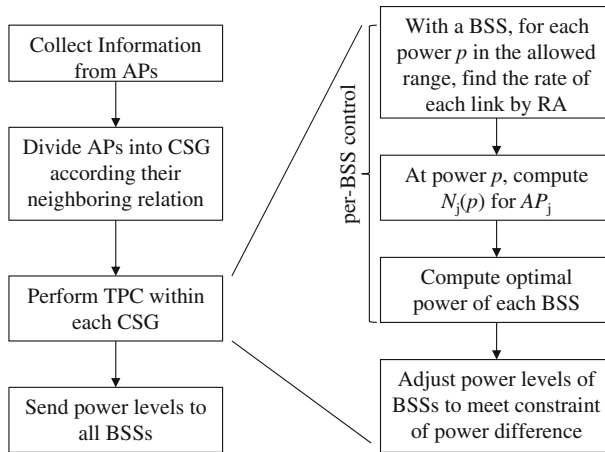 Collect Information
from APs
Divide APs into CSG
according their
neighboring relation
Perform TPC within
each CSG
Send power levels to
all BSSs
per-BSS control
With a BSS, for each
power p in the allowed
range, find the rate of
each link by RA
At power p, compute
Nj(p) for APj
Compute optimal
power of each BSS
Adjust power levels of
BSSs to meet constraint
of power difference